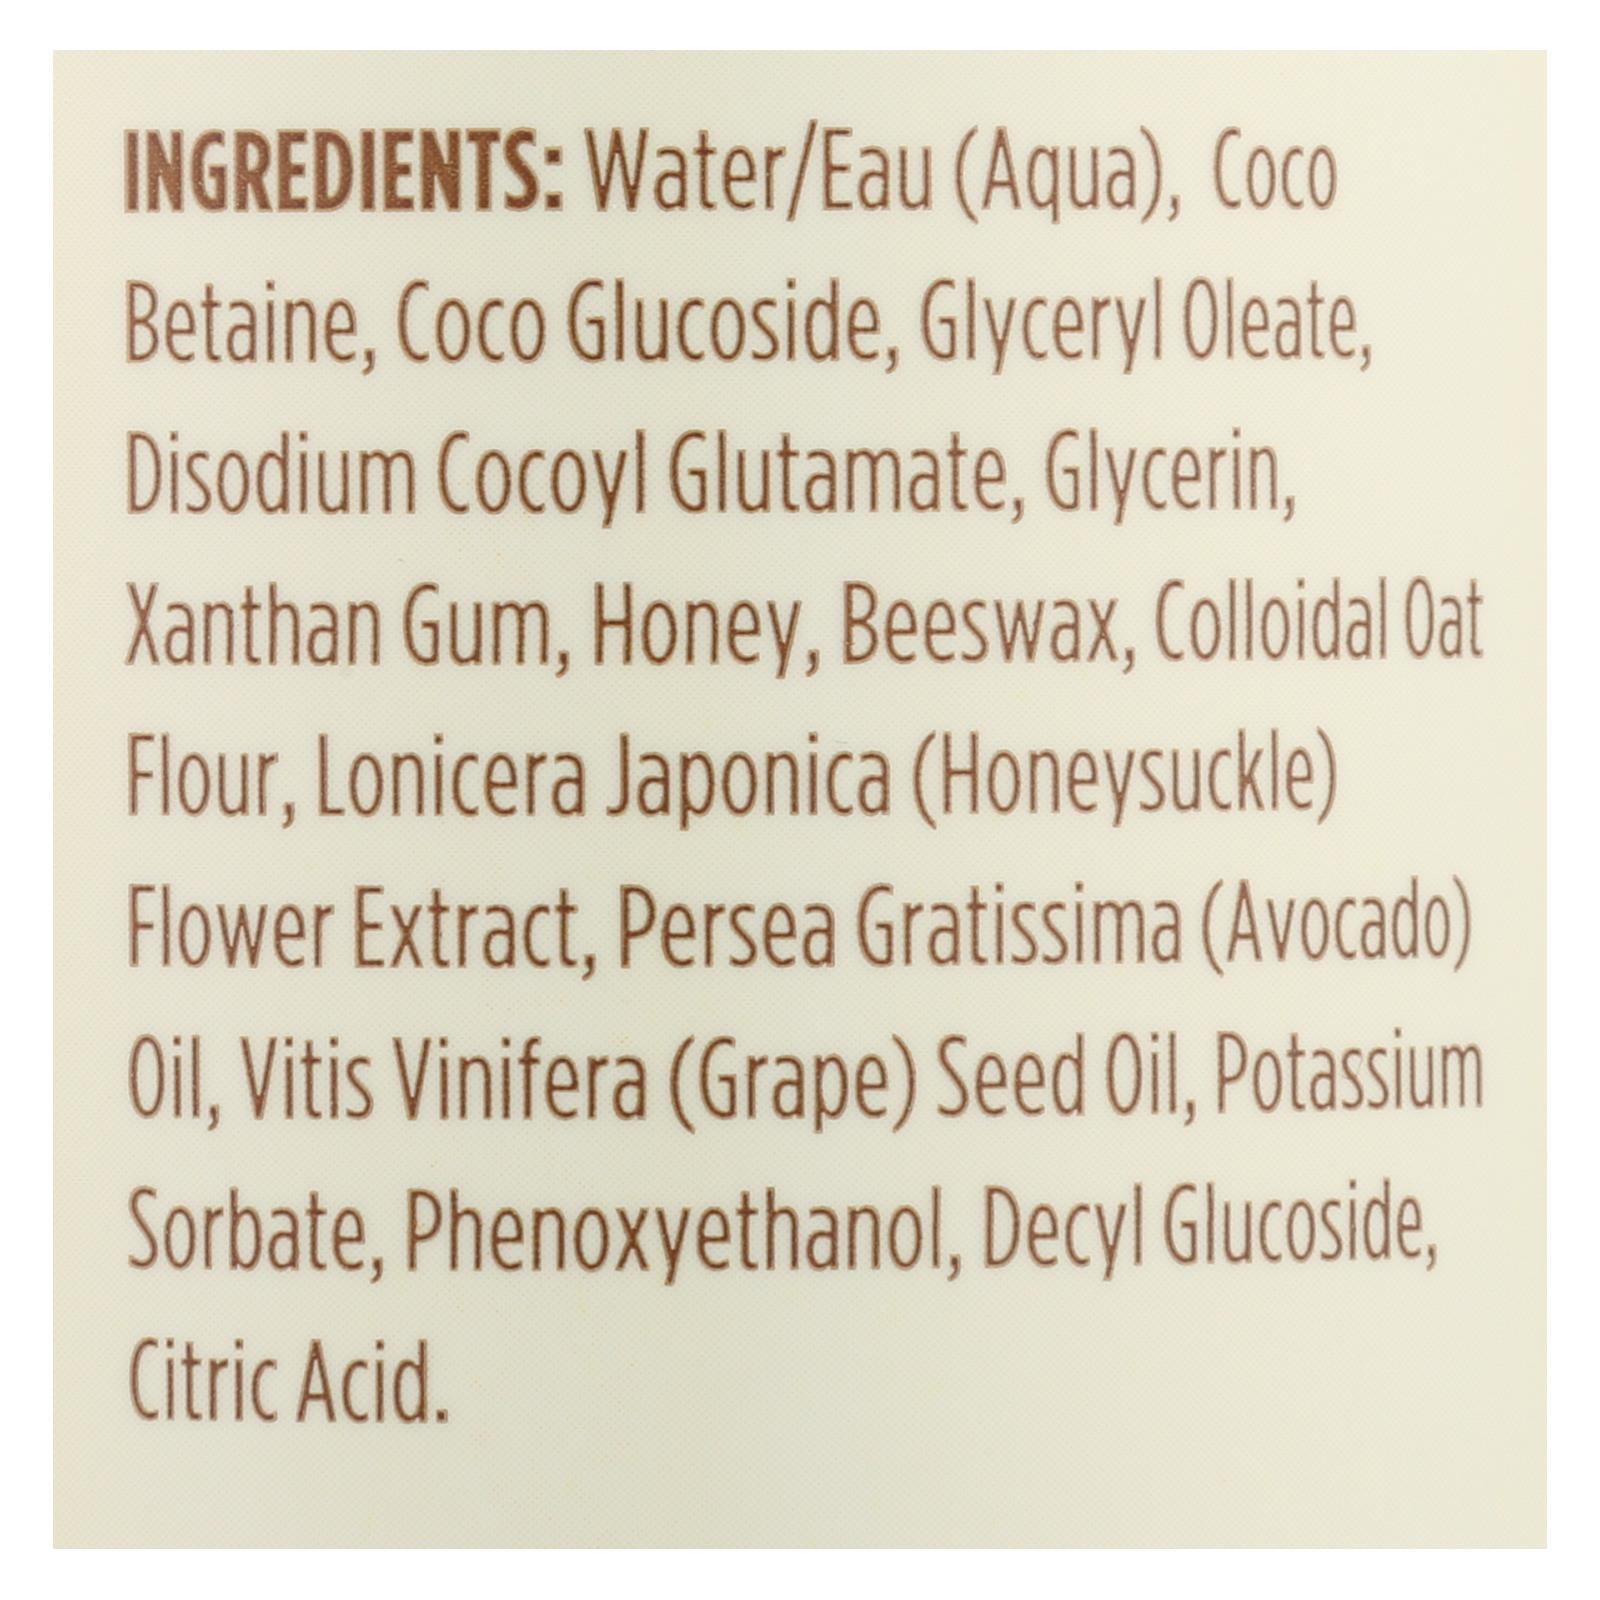 INGREDIENTS: Water/Eau (Aqua), Coco
Betaine, Coco Glucoside, Glyceryl Oleate,
Disodium Cocoyl Glutamate, Glycerin,
Xanthan Gum, Honey, Beeswax, Colloidal Oat
Flour, Lonicera Japonica (Honeysuckle)
Flower Extract, Persea Gratissima (Avocado)
Oil, Vitis Vinifera (Grape) Seed Oil, Potassium
Sorbate, Phenoxyethanol, Decyl Glucoside,
Citric Acid.